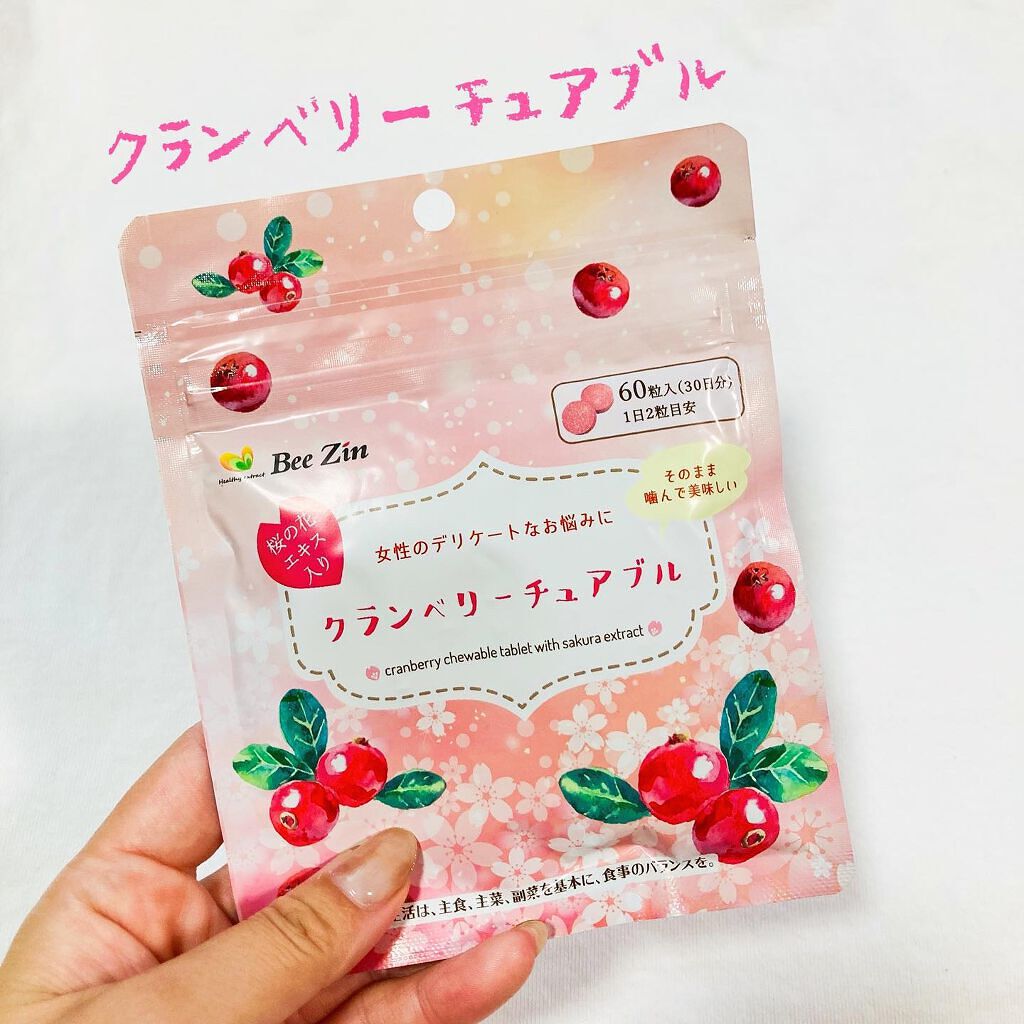 クランベリーチュアブル
60粒入(30日分)
1日2粒目安
Bee Zin
Healthy extract
そのまま
噛んで美味しい
桜の花
エキス
入り
女性のデリケートなお悩みに
クランベリーチュアブル
cranberry chewable tablet with sakura extract
生活は、主食、主菜、副菜を基本に、食事のバランスを。